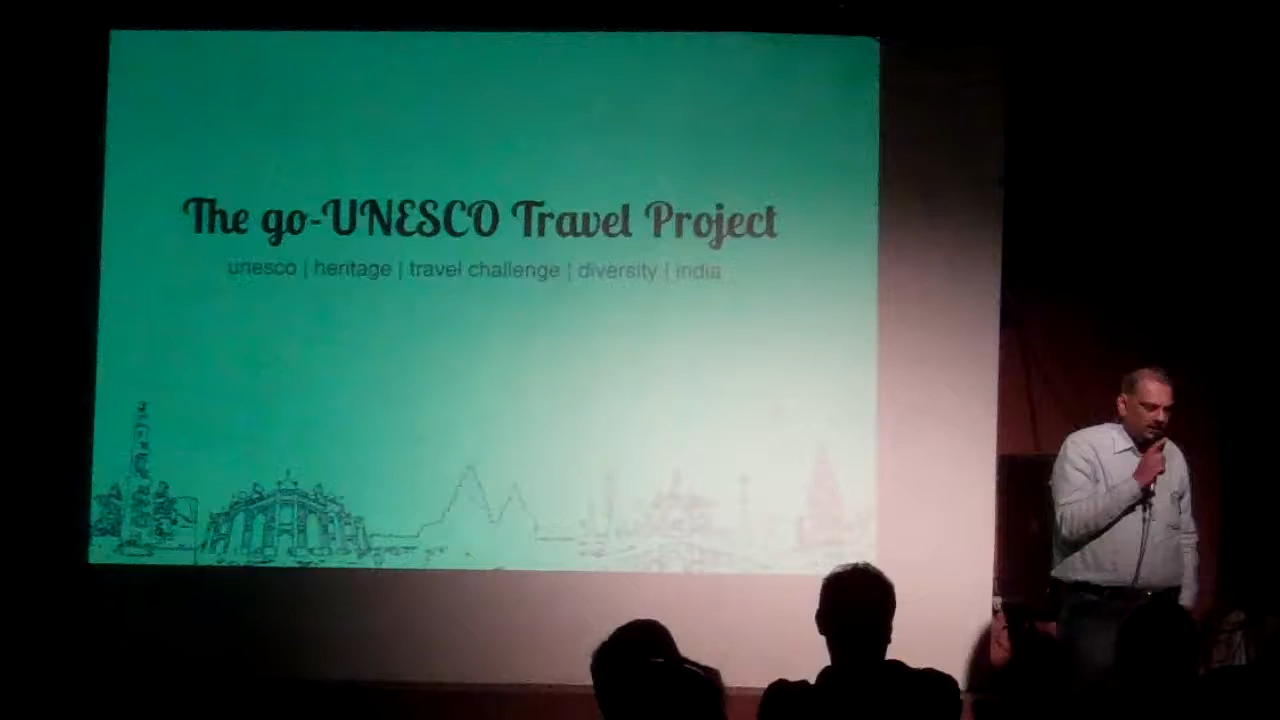 The go-UNESCO Travel Project
unesco | heritage | travel challenge | diversity | india